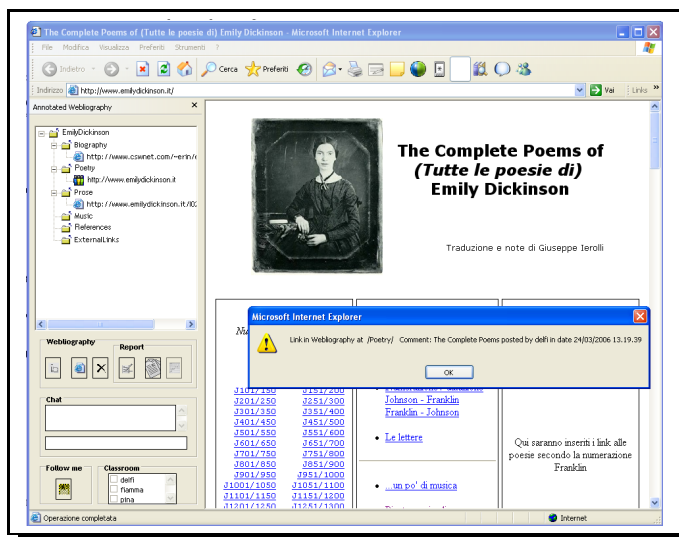 The Complete Poems of (Tutte le poesie di) Emily Dickinson - Microsoft Internet Explorer
File Modifica Visualizza Preferiti Strumenti ?
Indietro Cerca Preferiti
Indirizzo http://www.emilydickinson.it/ Vai Links »
Annotated Webliography ×
EmilyDickinson
Biography
http://www.cswnet.com/~erin/e
Poetry
http://www.emilydickinson.it
Prose
http://www.emilydickinson.it/l02
Music
References
ExternalLinks
Webliography
Report
Chat
Follow me
Classroom
delfi
fiamma
pina
The Complete Poems of
(Tutte le poesie di)
Emily Dickinson
Traduzione e note di Giuseppe Ierolli
Microsoft Internet Explorer
Link in Webliography at /Poetry/ Comment: The Complete Poems posted by delfi in date 24/03/2006 13.19.39
OK
J101/150 J151/200
J201/250 J251/300
J301/350 J351/400
J401/450 J451/500
J501/550 J551/600
J601/650 J651/700
J701/750 J751/800
J801/850 J851/900
J901/950 J951/1000
J1001/1050 J1051/1100
J1101/1150 J1151/1200
J1201/1250 J1251/1300
Johnson - Franklin
Franklin - Johnson
• Le lettere
• ...un po' di musica
Qui saranno inseriti i link alle
poesie secondo la numerazione
Franklin
Operazione completata
Internet